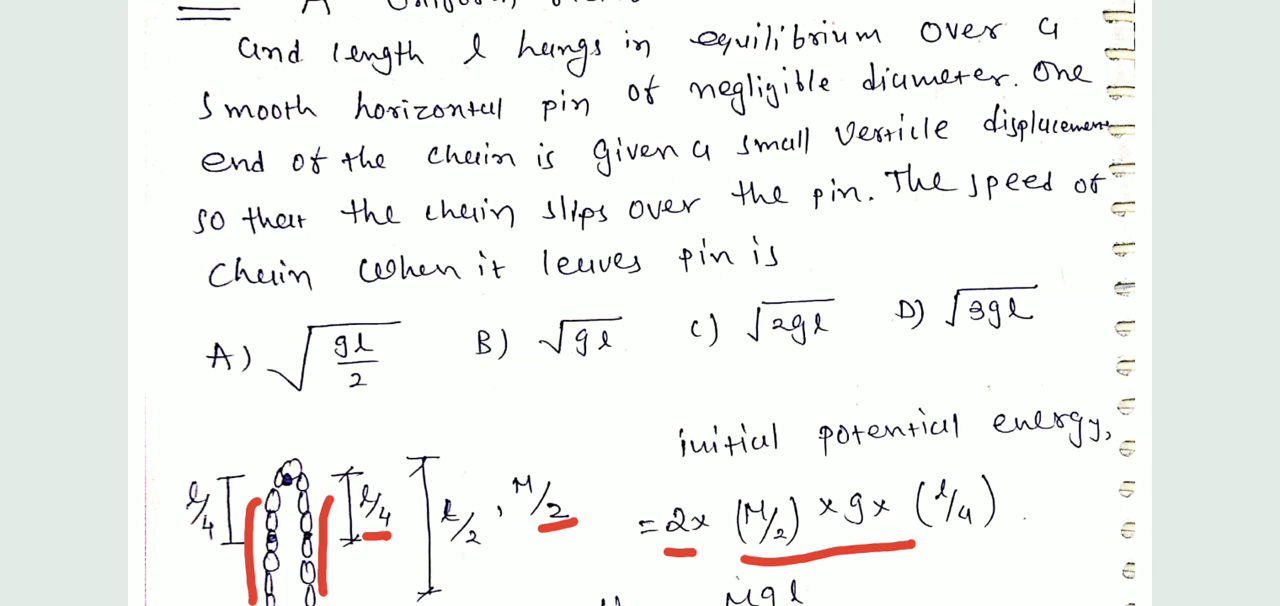 and length l hangs in equilibrium over a
smooth horizontal pin of negligible diameter. One
end of the chain is given a small verticle displacement
so that the chain slips over the pin. The speed of
chain when it leaves pin is
A) √(gl/2) B) √gl C) √2gl D) √3gl
initial potential energy,
l/4 l/4 l/2, M/2 = 2 x (M/2) x g x (l/4).
Mgl